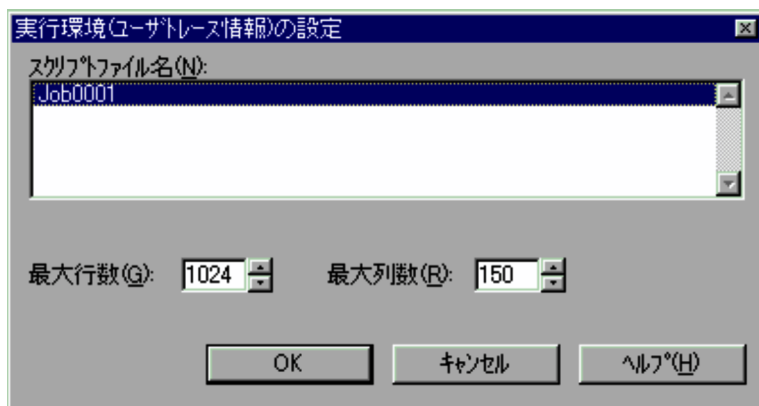 実行環境(ﾕｰｻﾞﾄﾚｰｽ情報)の設定
ｽｸﾘﾌﾟﾄﾌｧｲﾙ名(N):
Job0001
最大行数(G): 1024 最大列数(R): 150
OK ｷｬﾝｾﾙ ﾍﾙﾌﾟ(H)